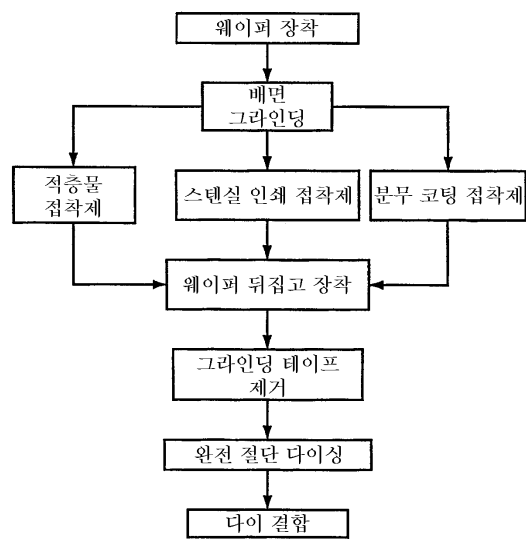 웨이퍼 장착
배면
그라인딩
적층물
접착제
스텐실 인쇄 접착제
분무 코팅 접착제
웨이퍼 뒤집고 장착
그라인딩 테이프
제거
완전 절단 다이싱
다이 결합